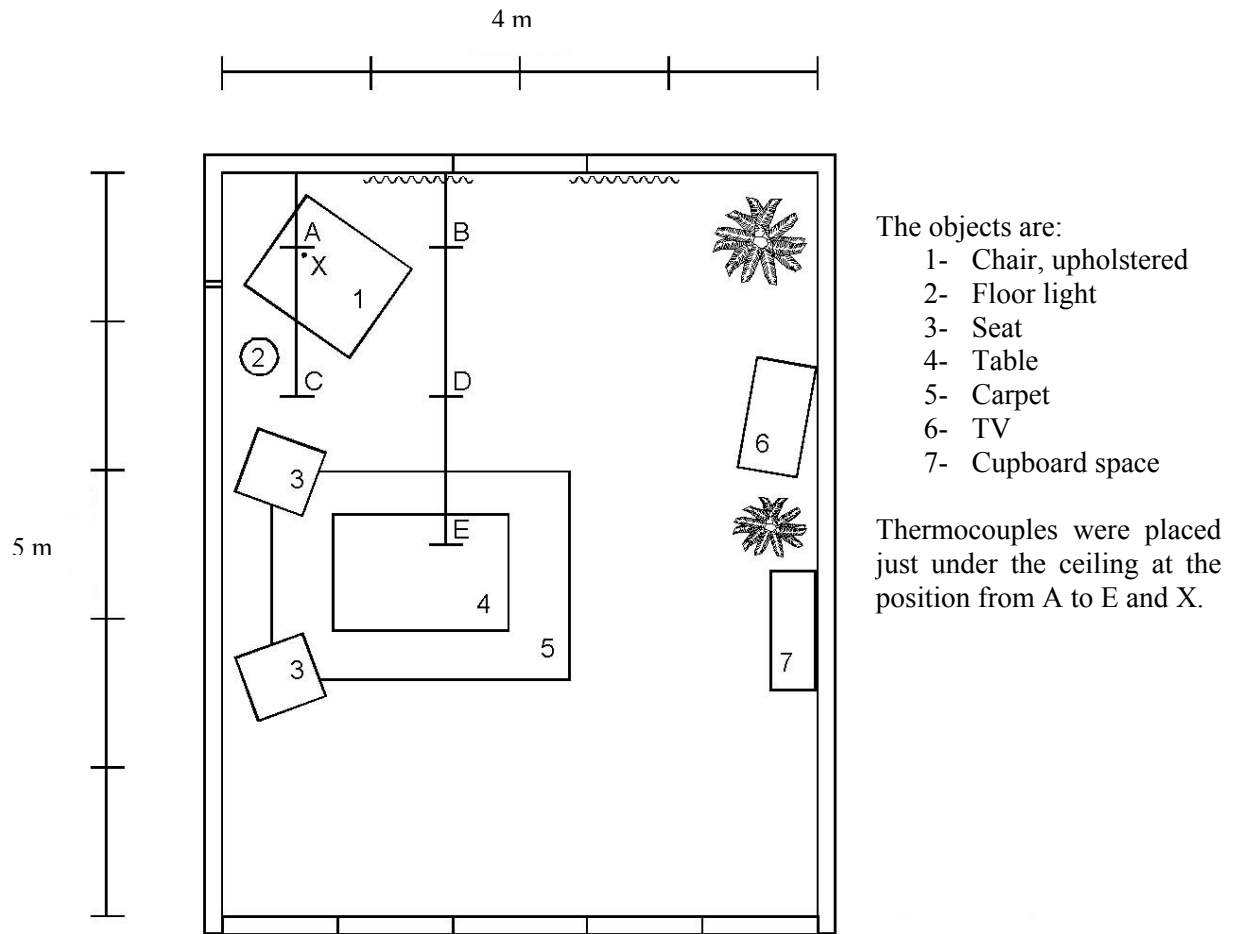 4 m
A
B
X
1
2
C
D
3
6
E
4
5
3
7
5 m
The objects are:
1- Chair, upholstered
2- Floor light
3- Seat
4- Table
5- Carpet
6- TV
7- Cupboard space
Thermocouples were placed
just under the ceiling at the
position from A to E and X.